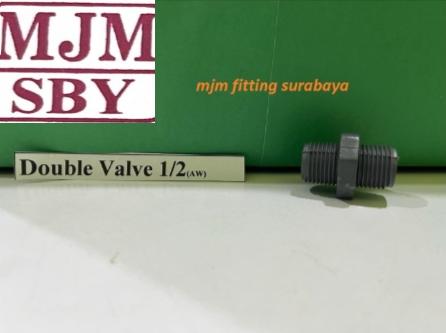 MJM
SBY
mjm fitting surabaya
Double Valve 1/2(AW)